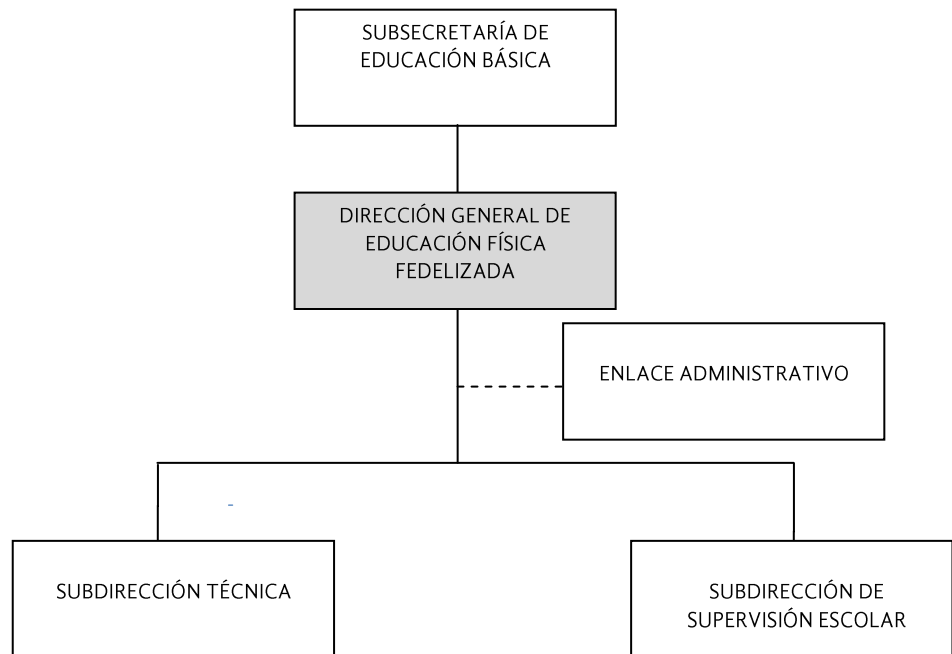 SUBSECRETARÍA DE
EDUCACIÓN BÁSICA
DIRECCIÓN GENERAL DE
EDUCACIÓN FÍSICA
FEDELIZADA
ENLACE ADMINISTRATIVO
SUBDIRECCIÓN TÉCNICA
SUBDIRECCIÓN DE
SUPERVISIÓN ESCOLAR